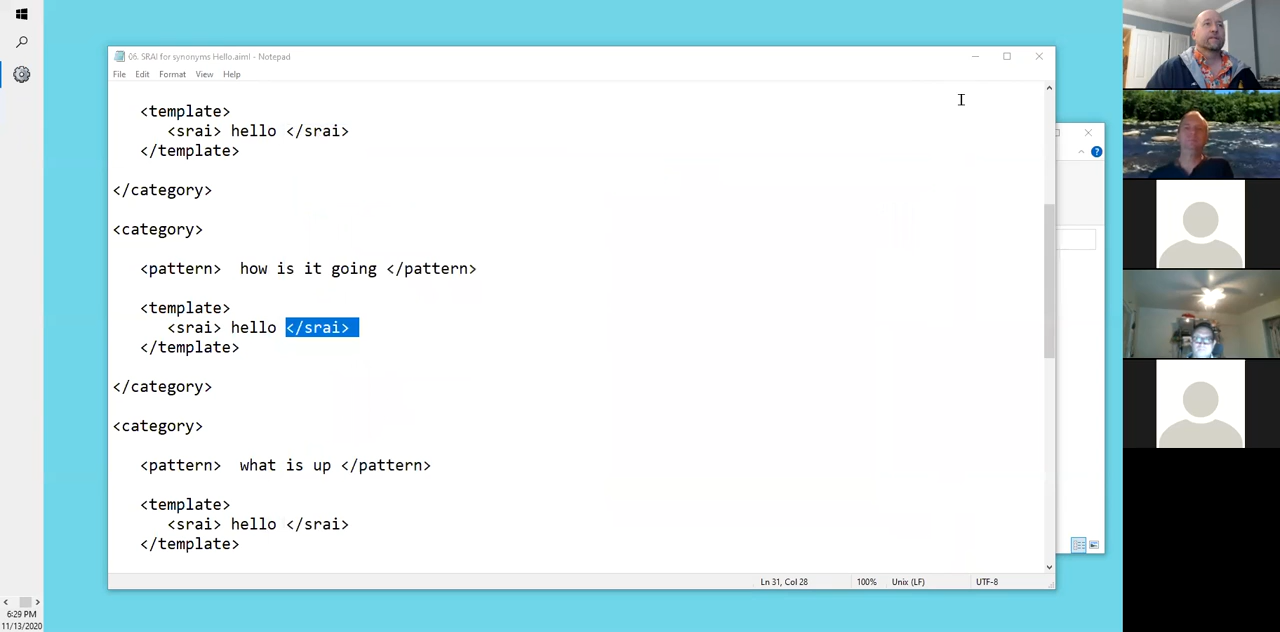 06. SRAI for synonyms Hello.aiml - Notepad
File Edit Format View Help
<template>
<srai> hello </srai>
</template>
</category>
<category>
<pattern>  how is it going </pattern>
<template>
<srai> hello </srai>
</template>
</category>
<category>
<pattern>  what is up </pattern>
<template>
<srai> hello </srai>
</template>
Ln 31, Col 28 100% Unix (LF) UTF-8
6:29 PM
11/13/2020